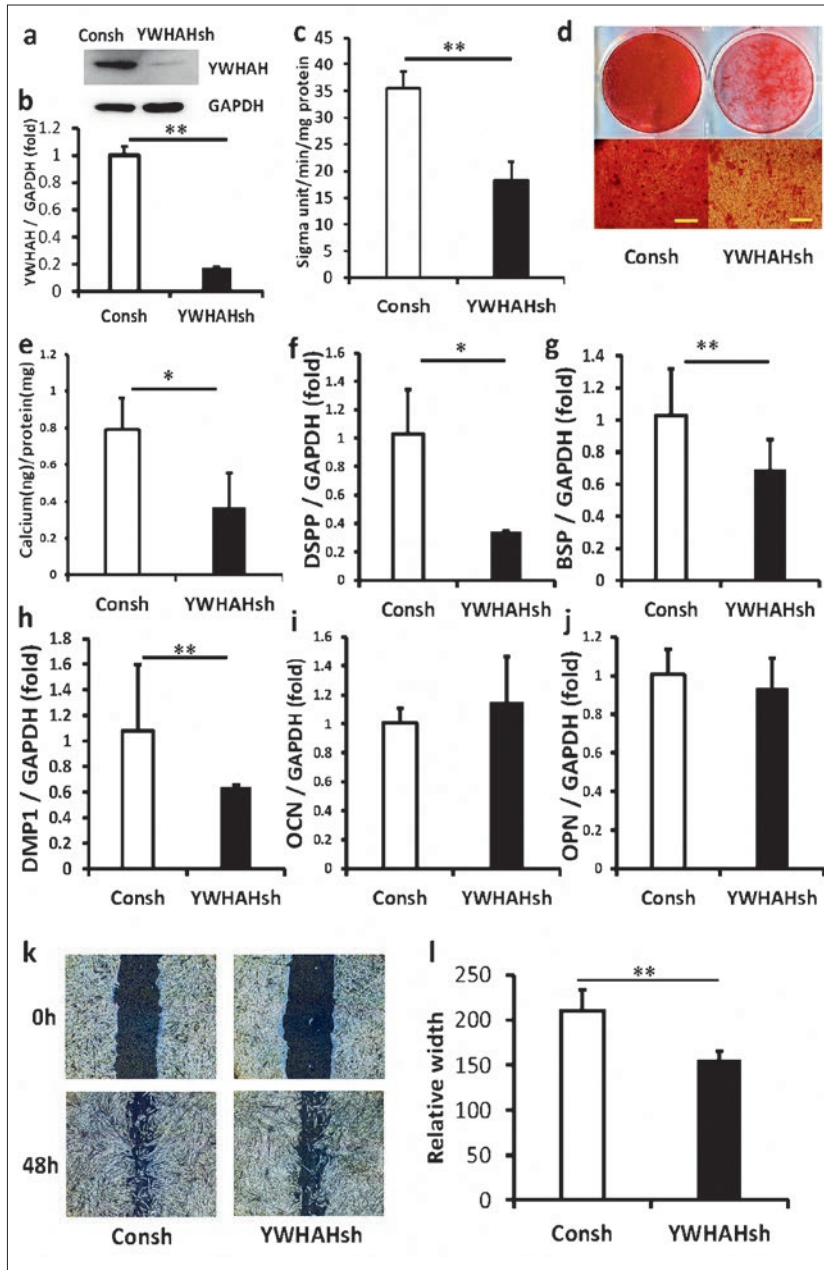 a
Consh YWHAHsh
YWHAH
GAPDH
b
YWHAH / GAPDH (fold)
1.2
1
0.8
0.6
0.4
0.2
0
**
Consh YWHAHsh
c
Sigma unit/min/mg protein
45
40
35
30
25
20
15
10
5
0
**
Consh YWHAHsh
d
Consh YWHAHsh
e
Calcium(ng)/protein(mg)
1.2
1
0.8
0.6
0.4
0.2
0
*
Consh YWHAHsh
f
DSPP / GAPDH (fold)
1.6
1.4
1.2
1
0.8
0.6
0.4
0.2
0
*
Consh YWHAHsh
g
BSP / GAPDH (fold)
1.4
1.2
1
0.8
0.6
0.4
0.2
0
**
Consh YWHAHsh
h
DMP1 / GAPDH (fold)
1.8
1.6
1.4
1.2
1
0.8
0.6
0.4
0.2
0
**
Consh YWHAHsh
i
OCN / GAPDH (fold)
1.6
1.4
1.2
1
0.8
0.6
0.4
0.2
0
Consh YWHAHsh
j
OPN / GAPDH (fold)
1.2
1
0.8
0.6
0.4
0.2
0
Consh YWHAHsh
k
0h
48h
Consh YWHAHsh
l
Relative width
250
200
150
100
50
0
**
Consh YWHAHsh